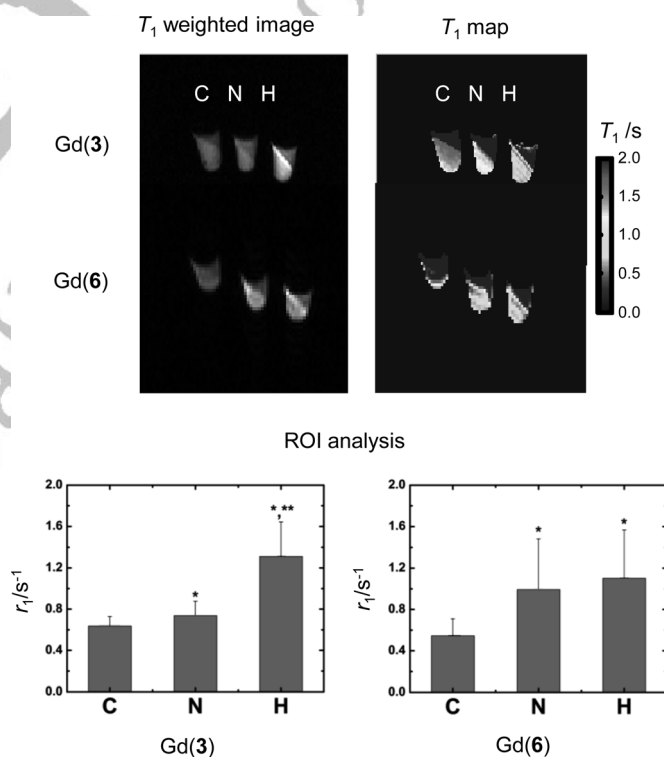 T1 weighted image
T1 map
C N H
C N H
Gd(3)
T1 /s
2.0
1.5
1.0
0.5
0.0
Gd(6)
ROI analysis
2.0
1.6
1.2
0.8
0.4
0.0
r1/s-1
*
*,**
C N H
Gd(3)
2.0
1.6
1.2
0.8
0.4
0.0
r1/s-1
*
*
C N H
Gd(6)